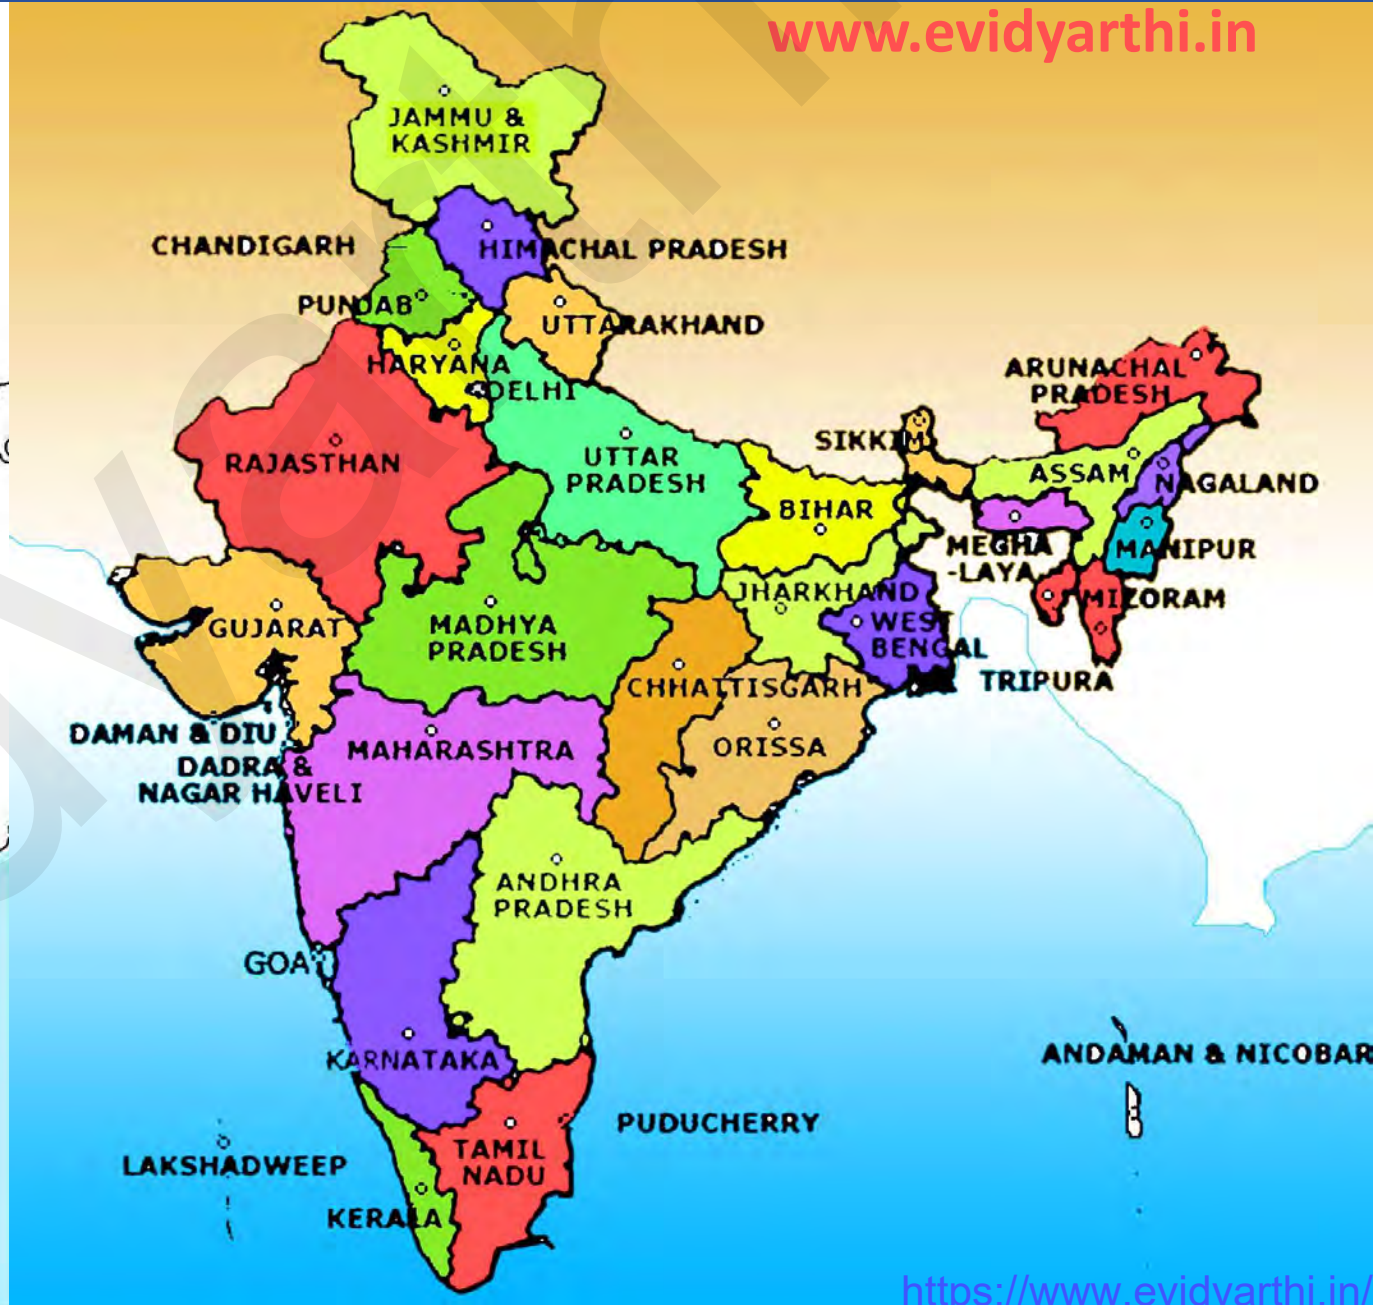 www.evidyarthi.in
JAMMU &
KASHMIR
CHANDIGARH
HIMACHAL PRADESH
PUNJAB
UTTARAKHAND
HARYANA
DELHI
ARUNACHAL
PRADESH
SIKKIM
RAJASTHAN
UTTAR
PRADESH
ASSAM
NAGALAND
BIHAR
MEGHA
-LAYA
MANIPUR
JHARKHAND
MIZORAM
GUJARAT
MADHYA
PRADESH
WEST
BENGAL
CHHATTISGARH
TRIPURA
DAMAN & DIU
MAHARASHTRA
ORISSA
DADRA &
NAGAR HAVELI
ANDHRA
PRADESH
GOA
KARNATAKA
ANDAMAN & NICOBAR
PUDUCHERRY
TAMIL
NADU
LAKSHADWEEP
KERALA
https://www.evidyarthi.in/